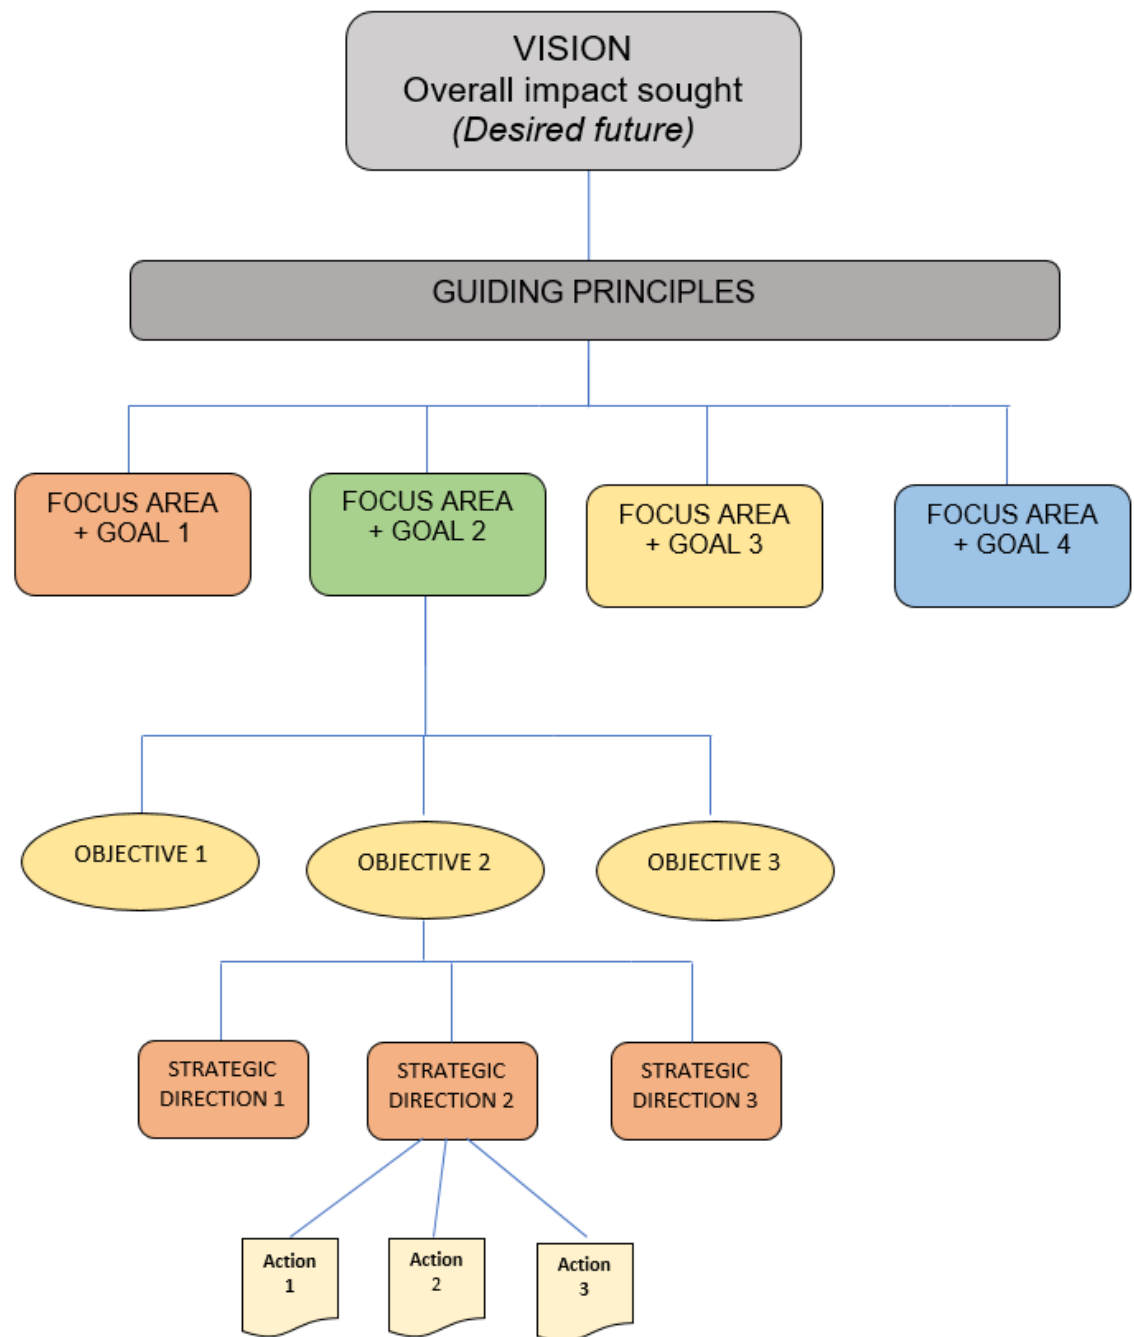 VISION
Overall impact sought
(Desired future)
GUIDING PRINCIPLES
FOCUS AREA
+ GOAL 1
FOCUS AREA
+ GOAL 2
FOCUS AREA
+ GOAL 3
FOCUS AREA
+ GOAL 4
OBJECTIVE 1
OBJECTIVE 2
OBJECTIVE 3
STRATEGIC
DIRECTION 1
STRATEGIC
DIRECTION 2
STRATEGIC
DIRECTION 3
Action
1
Action
2
Action
3